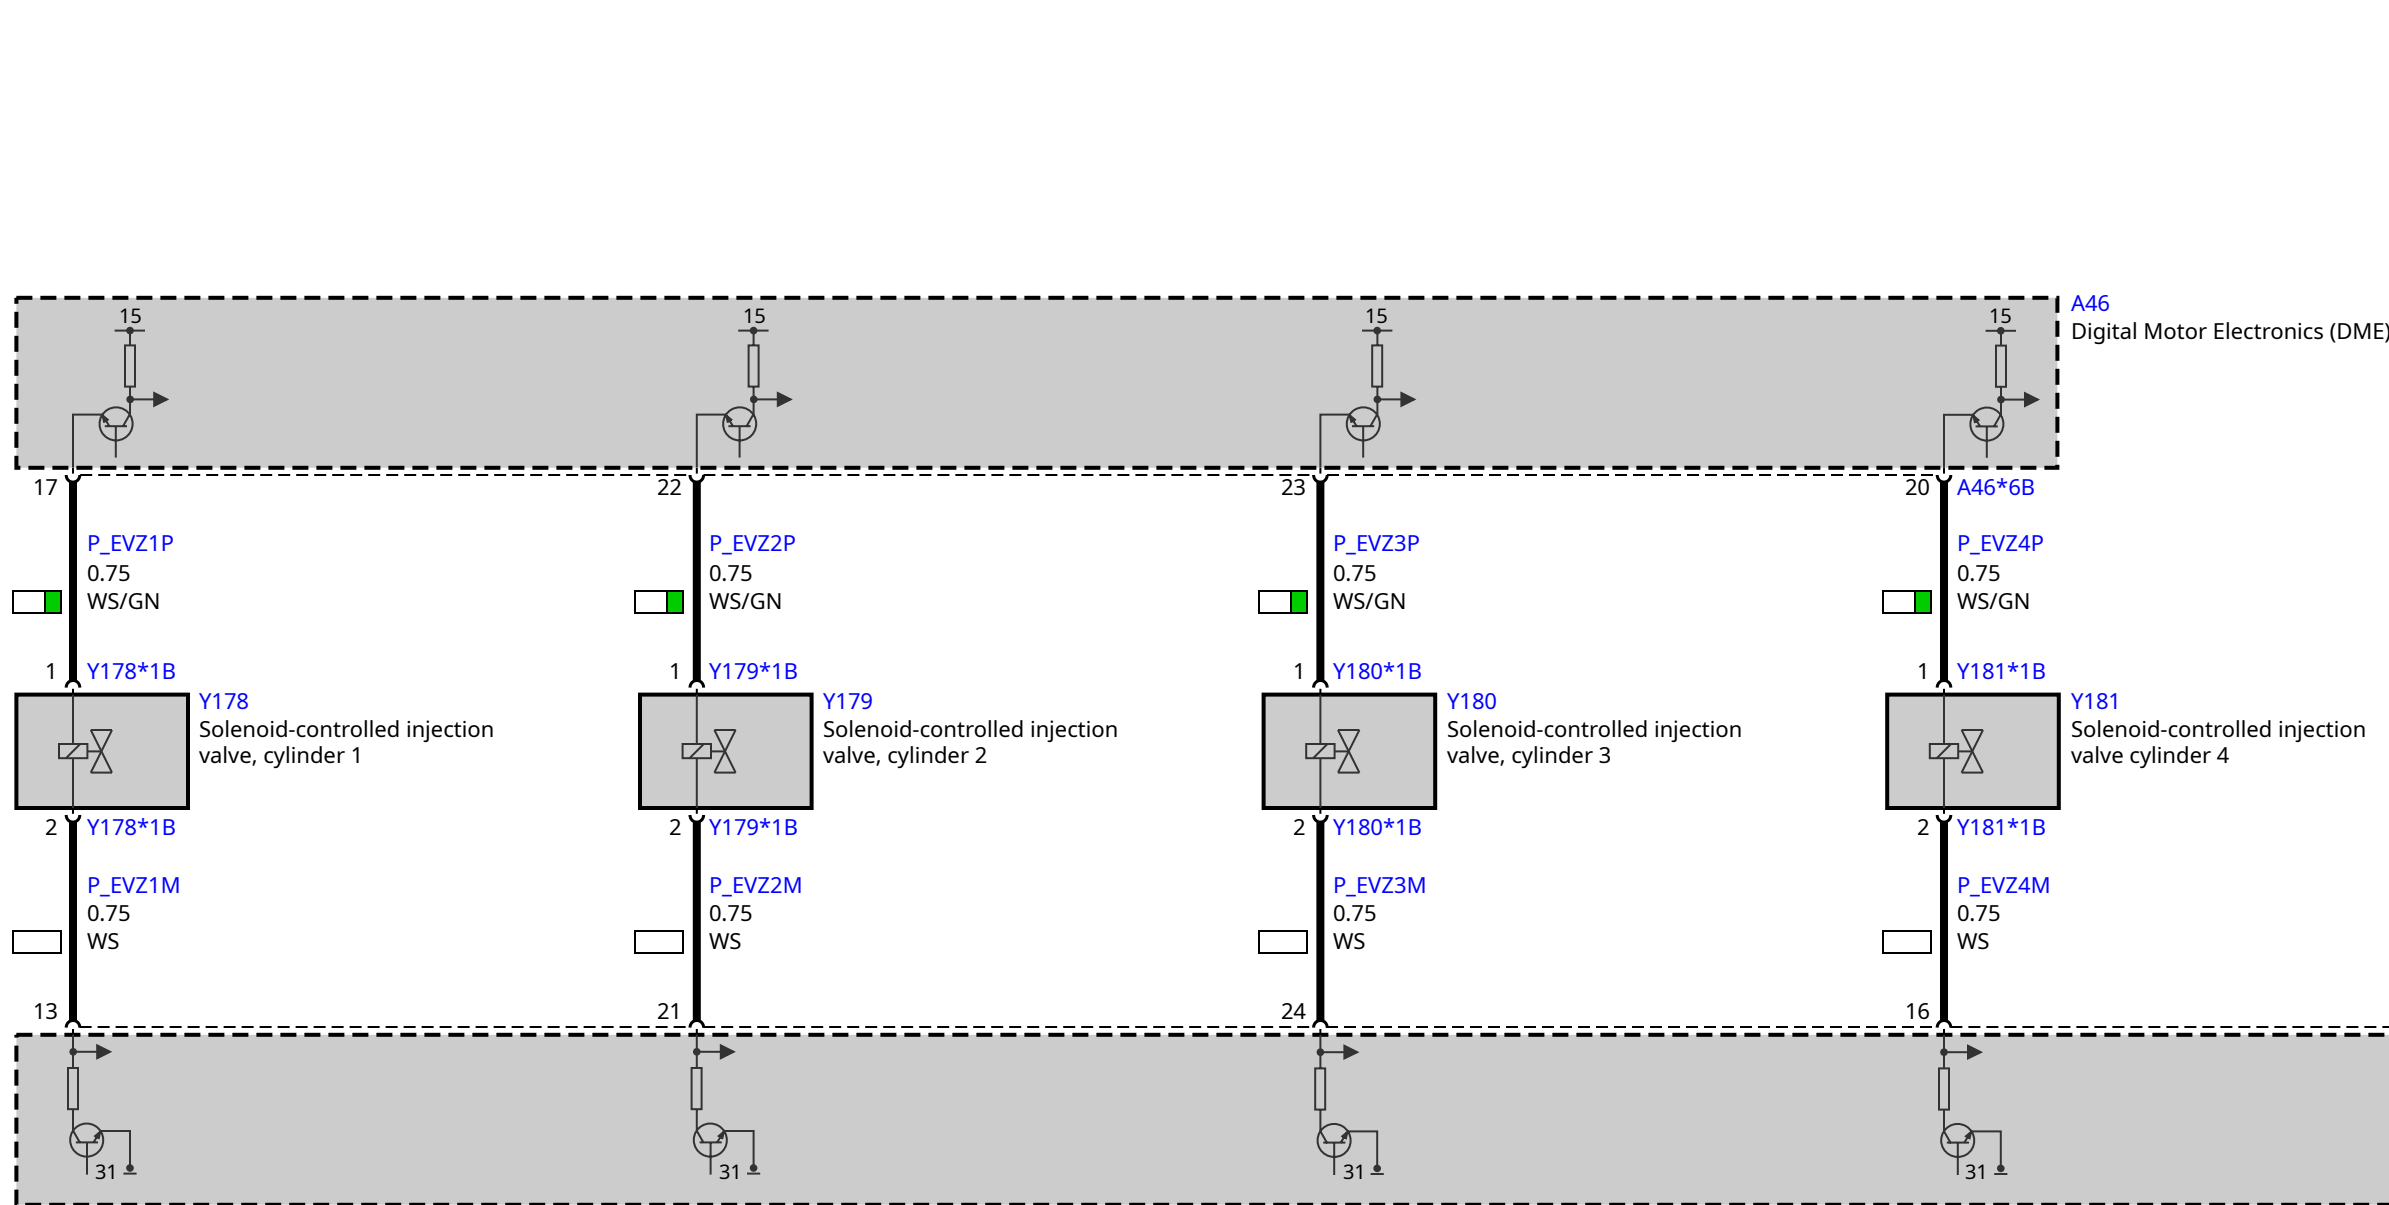 15 15 15 15
A46
Digital Motor Electronics (DME)
17 22 23 20 A46*6B
P_EVZ1P P_EVZ2P P_EVZ3P P_EVZ4P
0.75 0.75 0.75 0.75
WS/GN WS/GN WS/GN WS/GN
1 Y178*1B 1 Y179*1B 1 Y180*1B 1 Y181*1B
Y178
Solenoid-controlled injection
valve, cylinder 1
Y179
Solenoid-controlled injection
valve, cylinder 2
Y180
Solenoid-controlled injection
valve, cylinder 3
Y181
Solenoid-controlled injection
valve cylinder 4
2 Y178*1B 2 Y179*1B 2 Y180*1B 2 Y181*1B
P_EVZ1M P_EVZ2M P_EVZ3M P_EVZ4M
0.75 0.75 0.75 0.75
WS WS WS WS
13 21 24 16
31 31 31 31